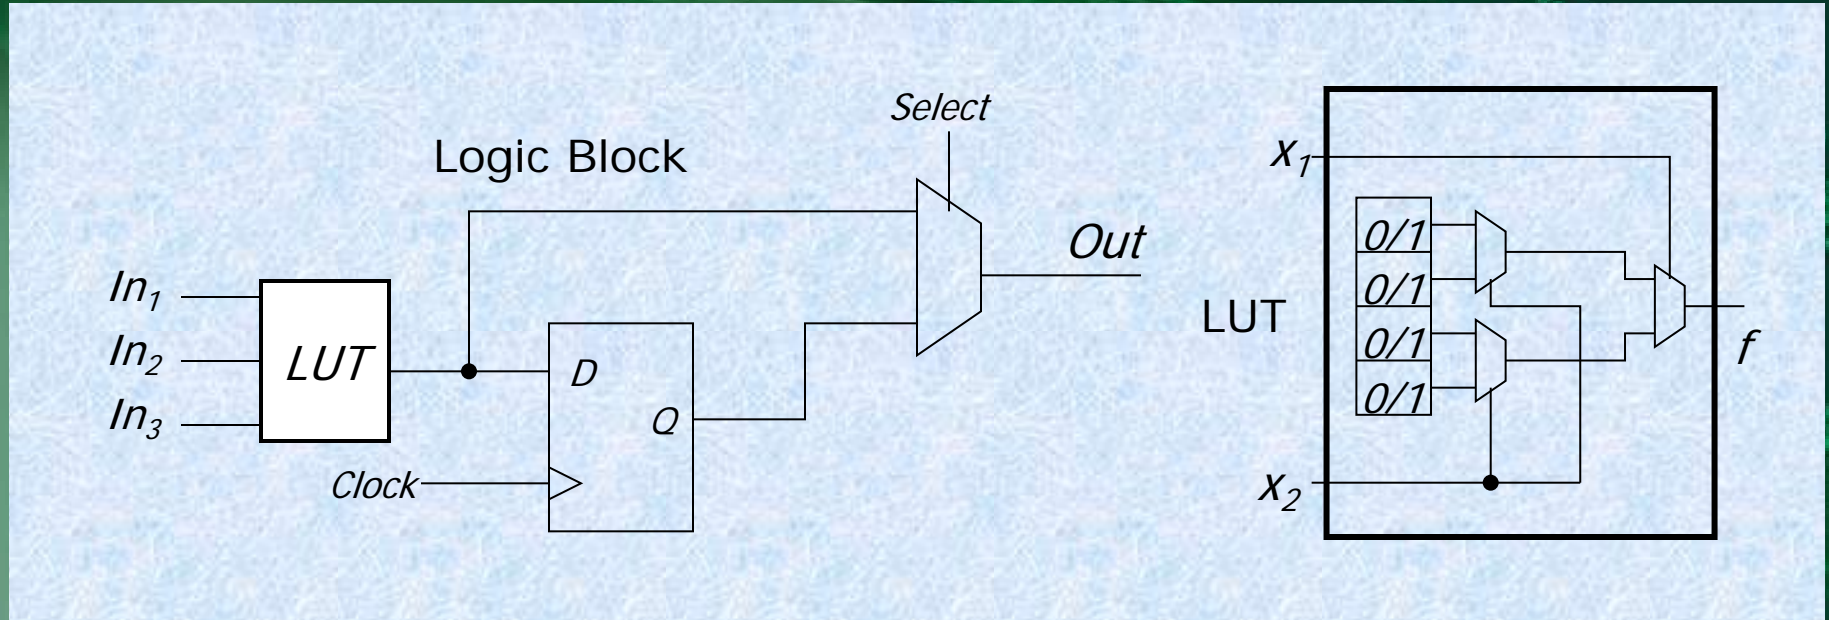 Logic Block
Select
In1
In2
In3
LUT
D
Q
Clock
Out
LUT
x1
0/1
0/1
0/1
0/1
x2
f